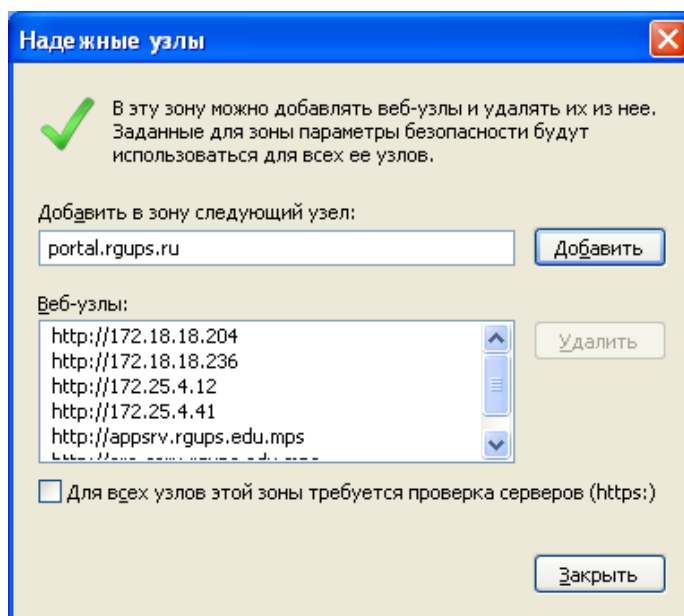 Надежные узлы
В эту зону можно добавлять веб-узлы и удалять их из нее.
Заданные для зоны параметры безопасности будут
использоваться для всех ее узлов.
Добавить в зону следующий узел:
portal.rgups.ru
Добавить
Веб-узлы:
http://172.18.18.204
http://172.18.18.236
http://172.25.4.12
http://172.25.4.41
http://appsrv.rgups.edu.mps
Удалить
Для всех узлов этой зоны требуется проверка серверов (https:)
Закрыть